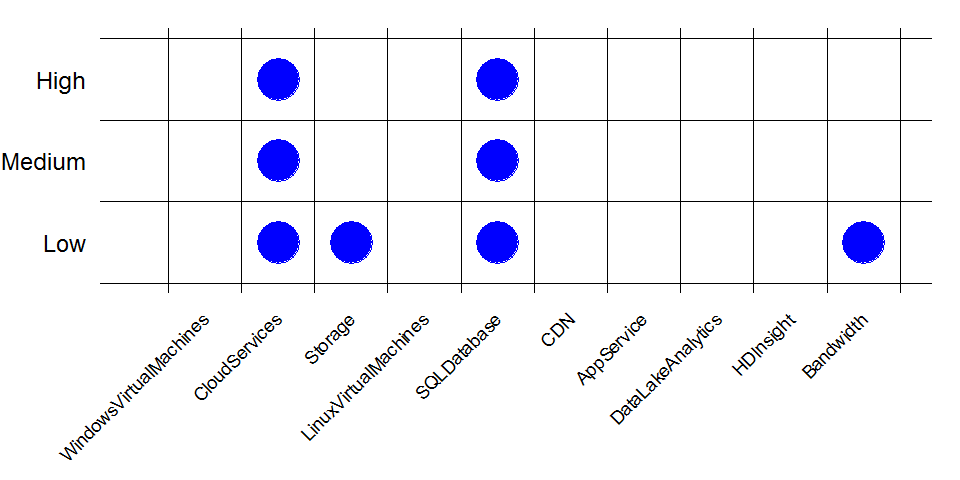 High
Medium
Low
WindowsVirtualMachines
CloudServices
Storage
LinuxVirtualMachines
SQLDatabase
CDN
AppService
DataLakeAnalytics
HDInsight
Bandwidth